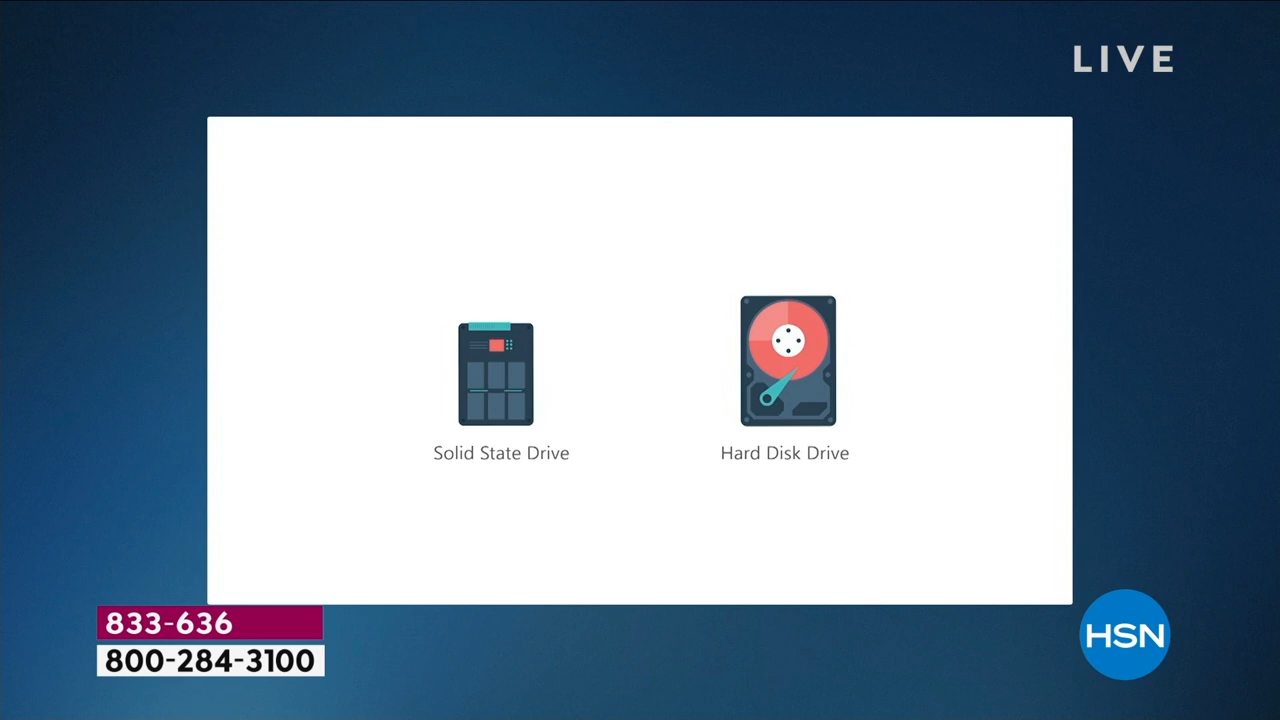 LIVE
Solid State Drive
Hard Disk Drive
833-636
800-284-3100
HSN